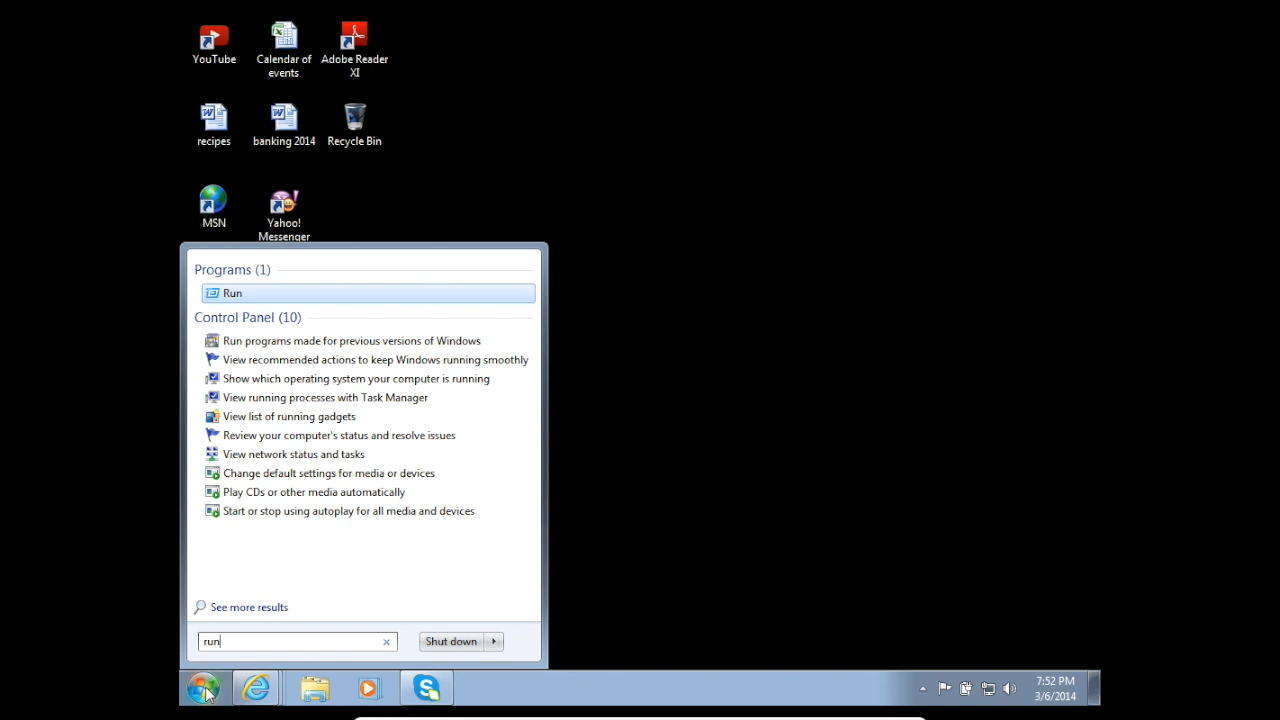 YouTube
Calendar of
events
Adobe Reader
XI
recipes
banking 2014
Recycle Bin
MSN
Yahoo!
Messenger
Programs (1)
Run
Control Panel (10)
Run programs made for previous versions of Windows
View recommended actions to keep Windows running smoothly
Show which operating system your computer is running
View running processes with Task Manager
View list of running gadgets
Review your computer's status and resolve issues
View network status and tasks
Change default settings for media or devices
Play CDs or other media automatically
Start or stop using autoplay for all media and devices
See more results
run
Shut down
7:52 PM
3/6/2014